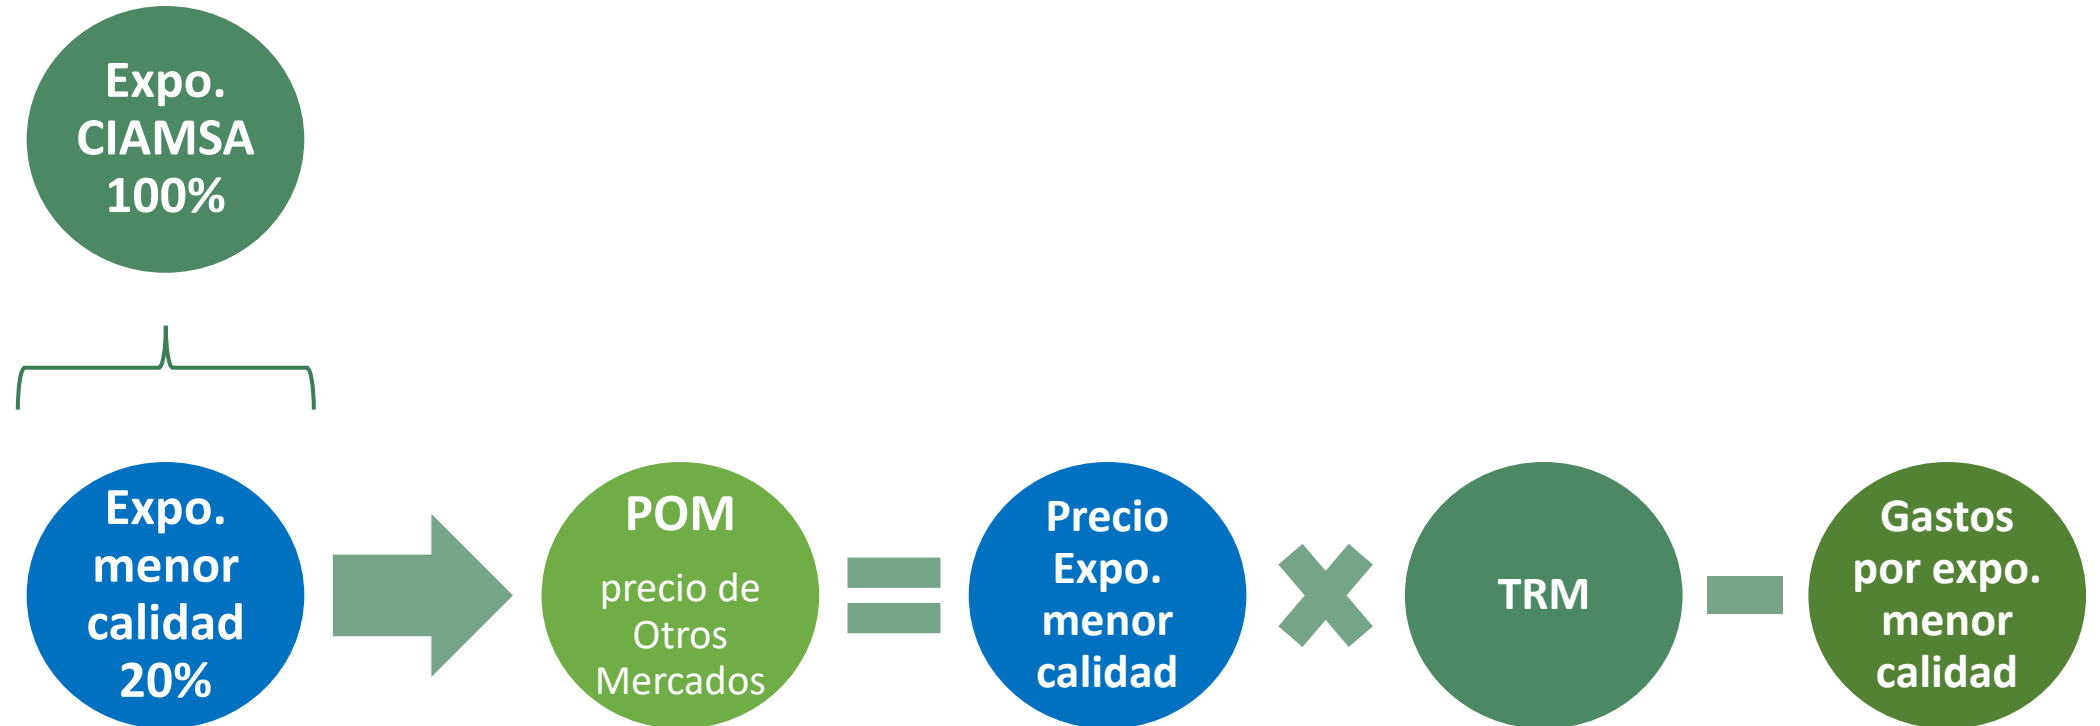 Expo.
CIAMSA
100%
Expo.
menor
calidad
20%
POM
precio de
Otros
Mercados
Precio
Expo.
menor
calidad
TRM
Gastos
por expo.
menor
calidad